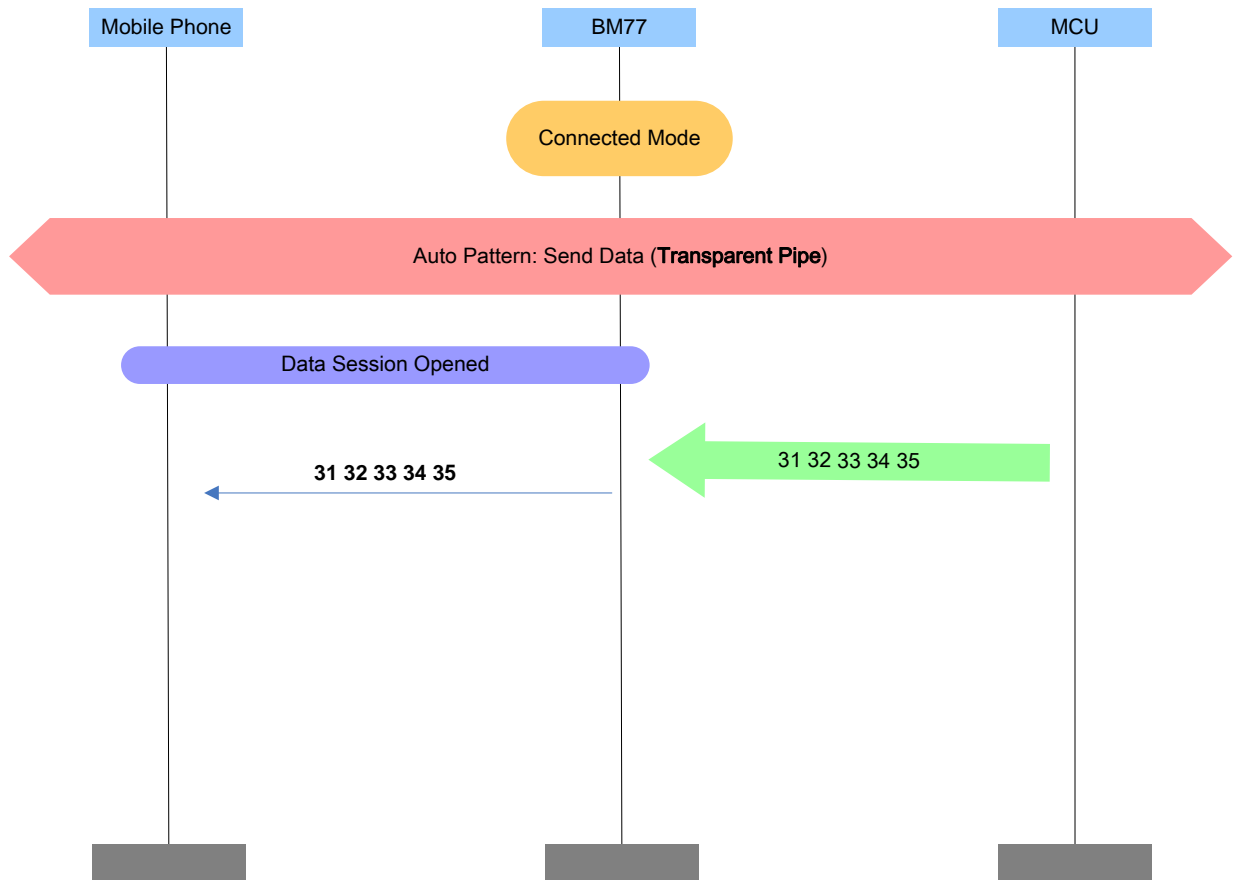 Mobile Phone
BM77
MCU
Connected Mode
Auto Pattern: Send Data (Transparent Pipe)
Data Session Opened
31 32 33 34 35
31 32 33 34 35